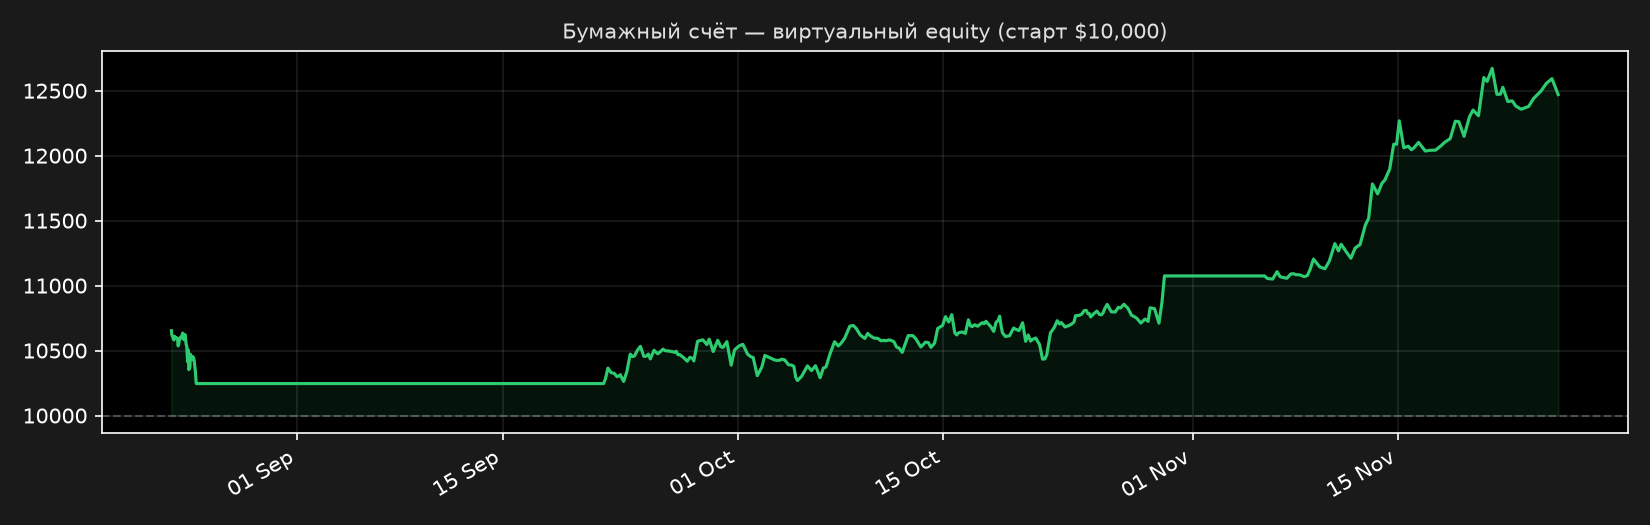 Бумажный счёт — виртуальный equity (старт $10,000)
12500
12000
11500
11000
10500
10000
01 Sep
15 Sep
01 Oct
15 Oct
01 Nov
15 Nov